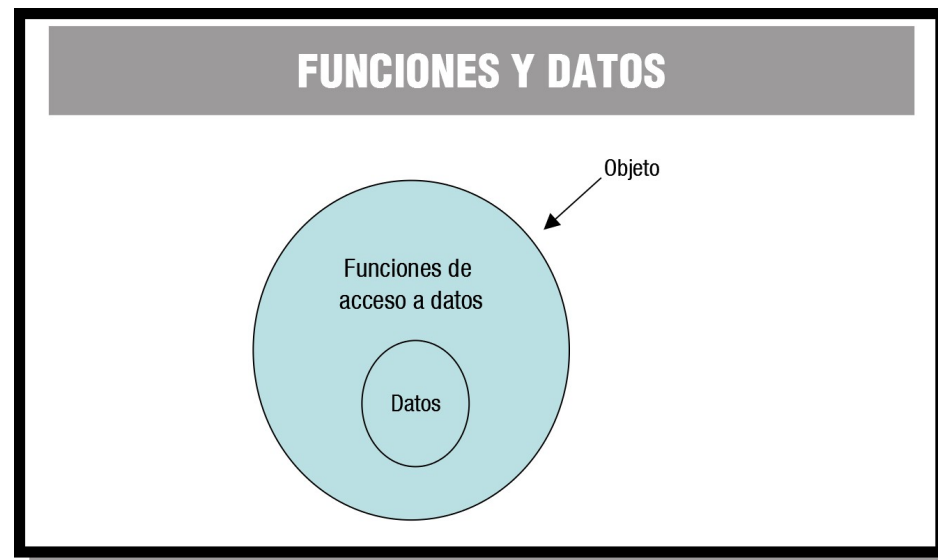 FUNCIONES Y DATOS
Objeto
Funciones de
acceso a datos
Datos